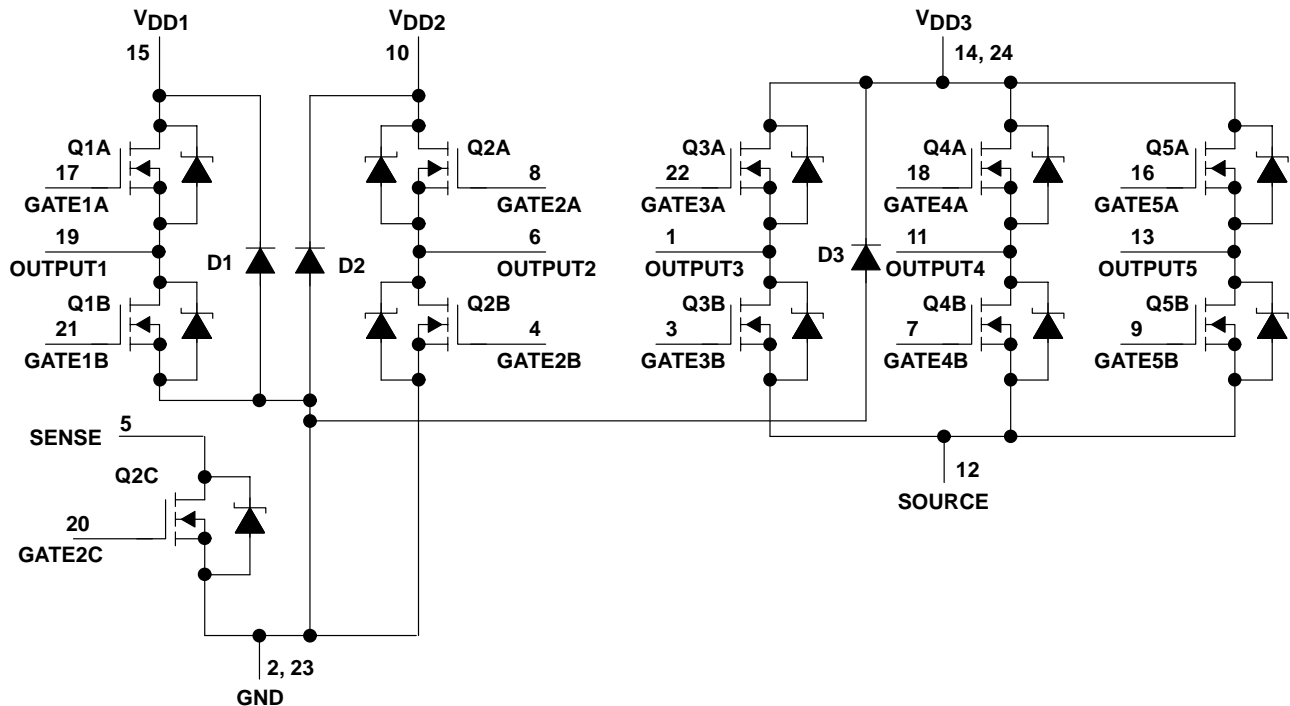 VDD1 VDD2 VDD3
15 10 14, 24
Q1A Q2A Q3A Q4A Q5A
17 8 22 18 16
GATE1A GATE2A GATE3A GATE4A GATE5A
19 6 1 11 13
OUTPUT1 D1 D2 OUTPUT2 OUTPUT3 D3 OUTPUT4 OUTPUT5
Q1B Q2B Q3B Q4B Q5B
21 4 3 7 9
GATE1B GATE2B GATE3B GATE4B GATE5B
5
SENSE
Q2C 12
SOURCE
20
GATE2C
2, 23
GND